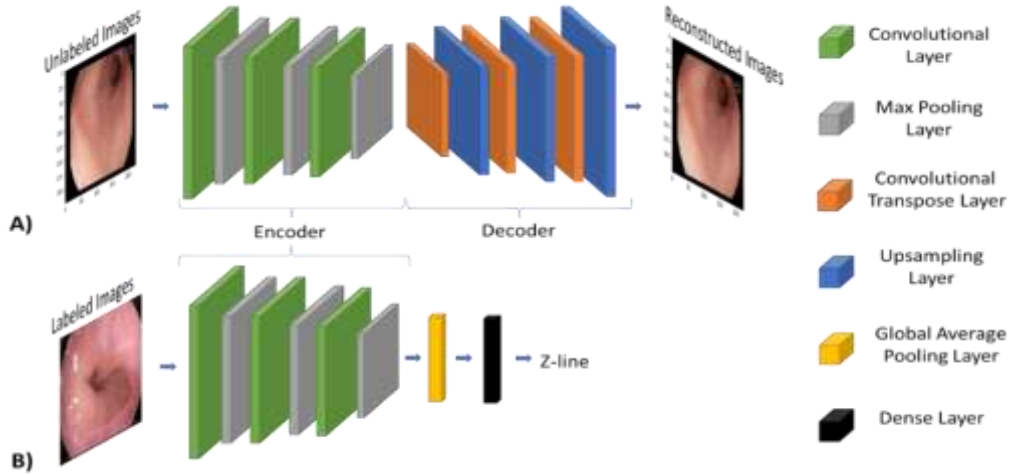 Unlabeled Images
Reconstructed Images
A)
Encoder
Decoder
Labeled Images
Z-line
B)
Convolutional
Layer
Max Pooling
Layer
Convolutional
Transpose Layer
Upsampling
Layer
Global Average
Pooling Layer
Dense Layer